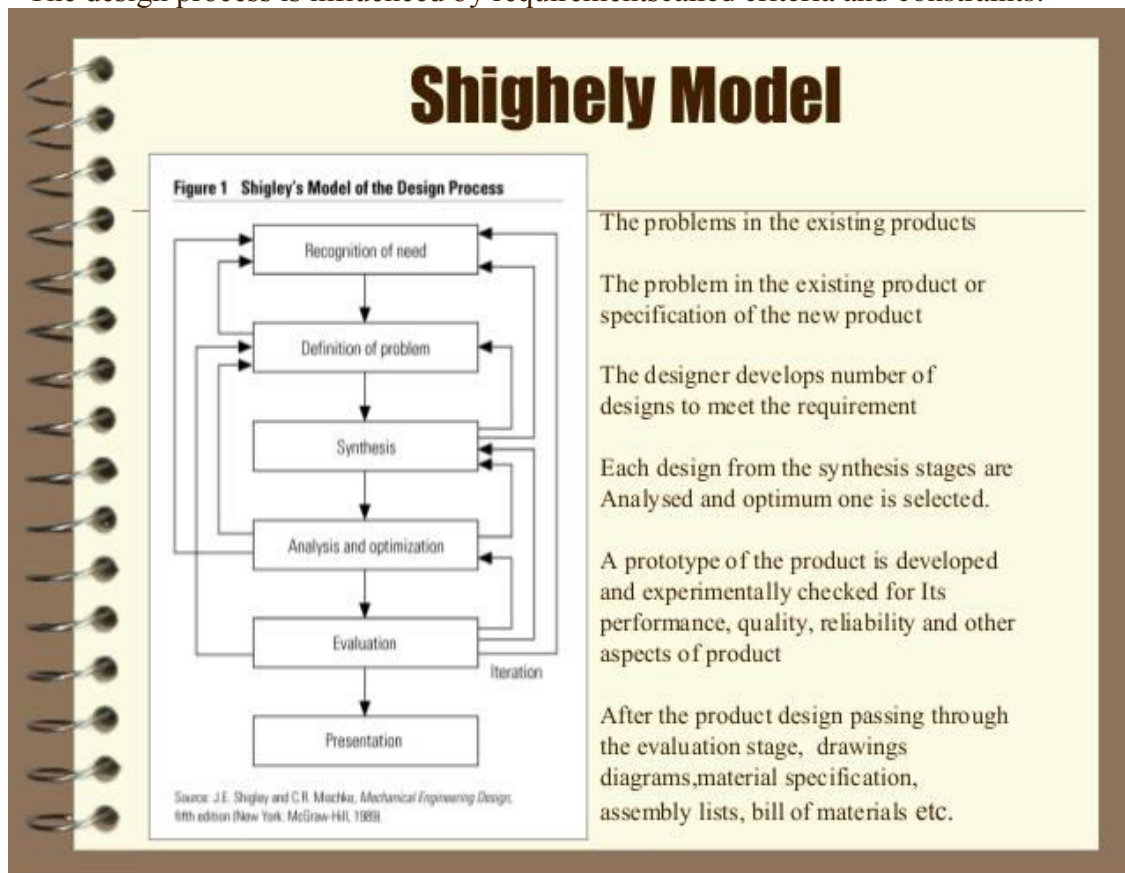 The design process is influenced by requirementscalled criteria and constraints.
Shighely Model
Figure 1 Shigley's Model of the Design Process
Recognition of need
Definition of problem
Synthesis
Analysis and optimization
Evaluation
Iteration
Presentation
Source: J.E. Shigley and C.R. Mischke, Mechanical Engineering Design,
fifth edition (New York: McGraw-Hill, 1989).
The problems in the existing products
The problem in the existing product or
specification of the new product
The designer develops number of
designs to meet the requirement
Each design from the synthesis stages are
Analysed and optimum one is selected.
A prototype of the product is developed
and experimentally checked for Its
performance, quality, reliability and other
aspects of product
After the product design passing through
the evaluation stage, drawings
diagrams,material specification,
assembly lists, bill of materials etc.